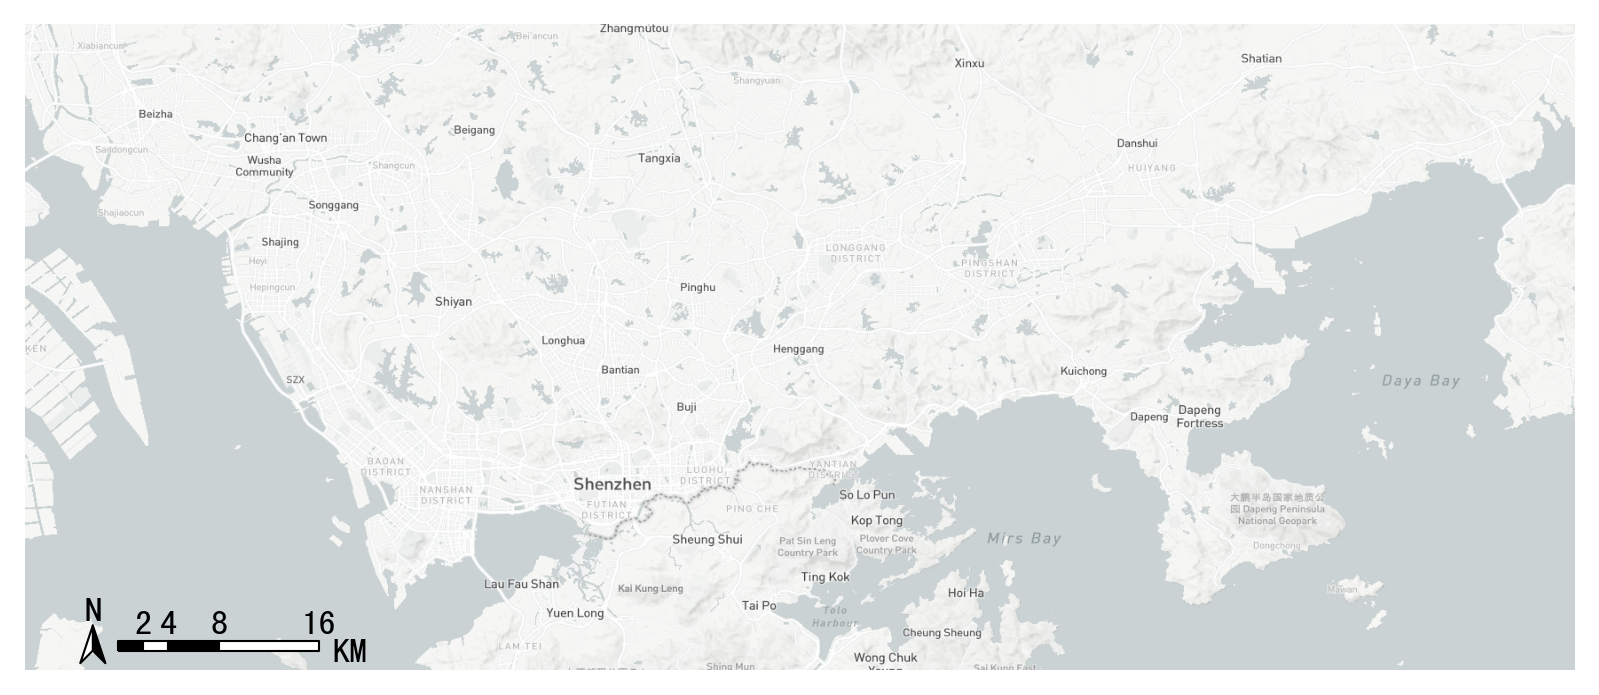 Zhangmutou
Bei'ancun
Xiabiancun
Shatian
Xinxu
Shangyuan
Beizha
Beigang
Chang'an Town
Danshui
Sandongcun
Wusha
Community
Shangcun
Tangxia
HUIYANG
Songgang
Shajiaocun
Shajing
LONGGANG
DISTRICT
Heyi
PINGSHAN
DISTRICT
Hepingcun
Pinghu
Shiyan
KEN
Longhua
Henggang
Bantian
Kuichong
SZX
Daya Bay
Buji
Dapeng
Dapeng
Fortress
BAOAN
DISTRICT
LUOHU
DISTRICT
YANTIAN
DISTRICT
Shenzhen
NANSHAN
DISTRICT
So Lo Pun
大鹏半岛国家地质公
园 Dapeng Peninsula
National Geopark
FUTIAN
DISTRICT
PING CHE
Kop Tong
Sheung Shui
Pat Sin Leng
Country Park
Plover Cove
Country Park
Mirs Bay
Dongchong
Lau Fau Shan
Kai Kung Leng
Ting Kok
Hoi Ha
Mawan
Yuen Long
Tai Po
Tolo
Harbour
N
2 4 8 16
KM
Cheung Sheung
LAM TEI
Wong Chuk
Shing Mun
Sai Kung East